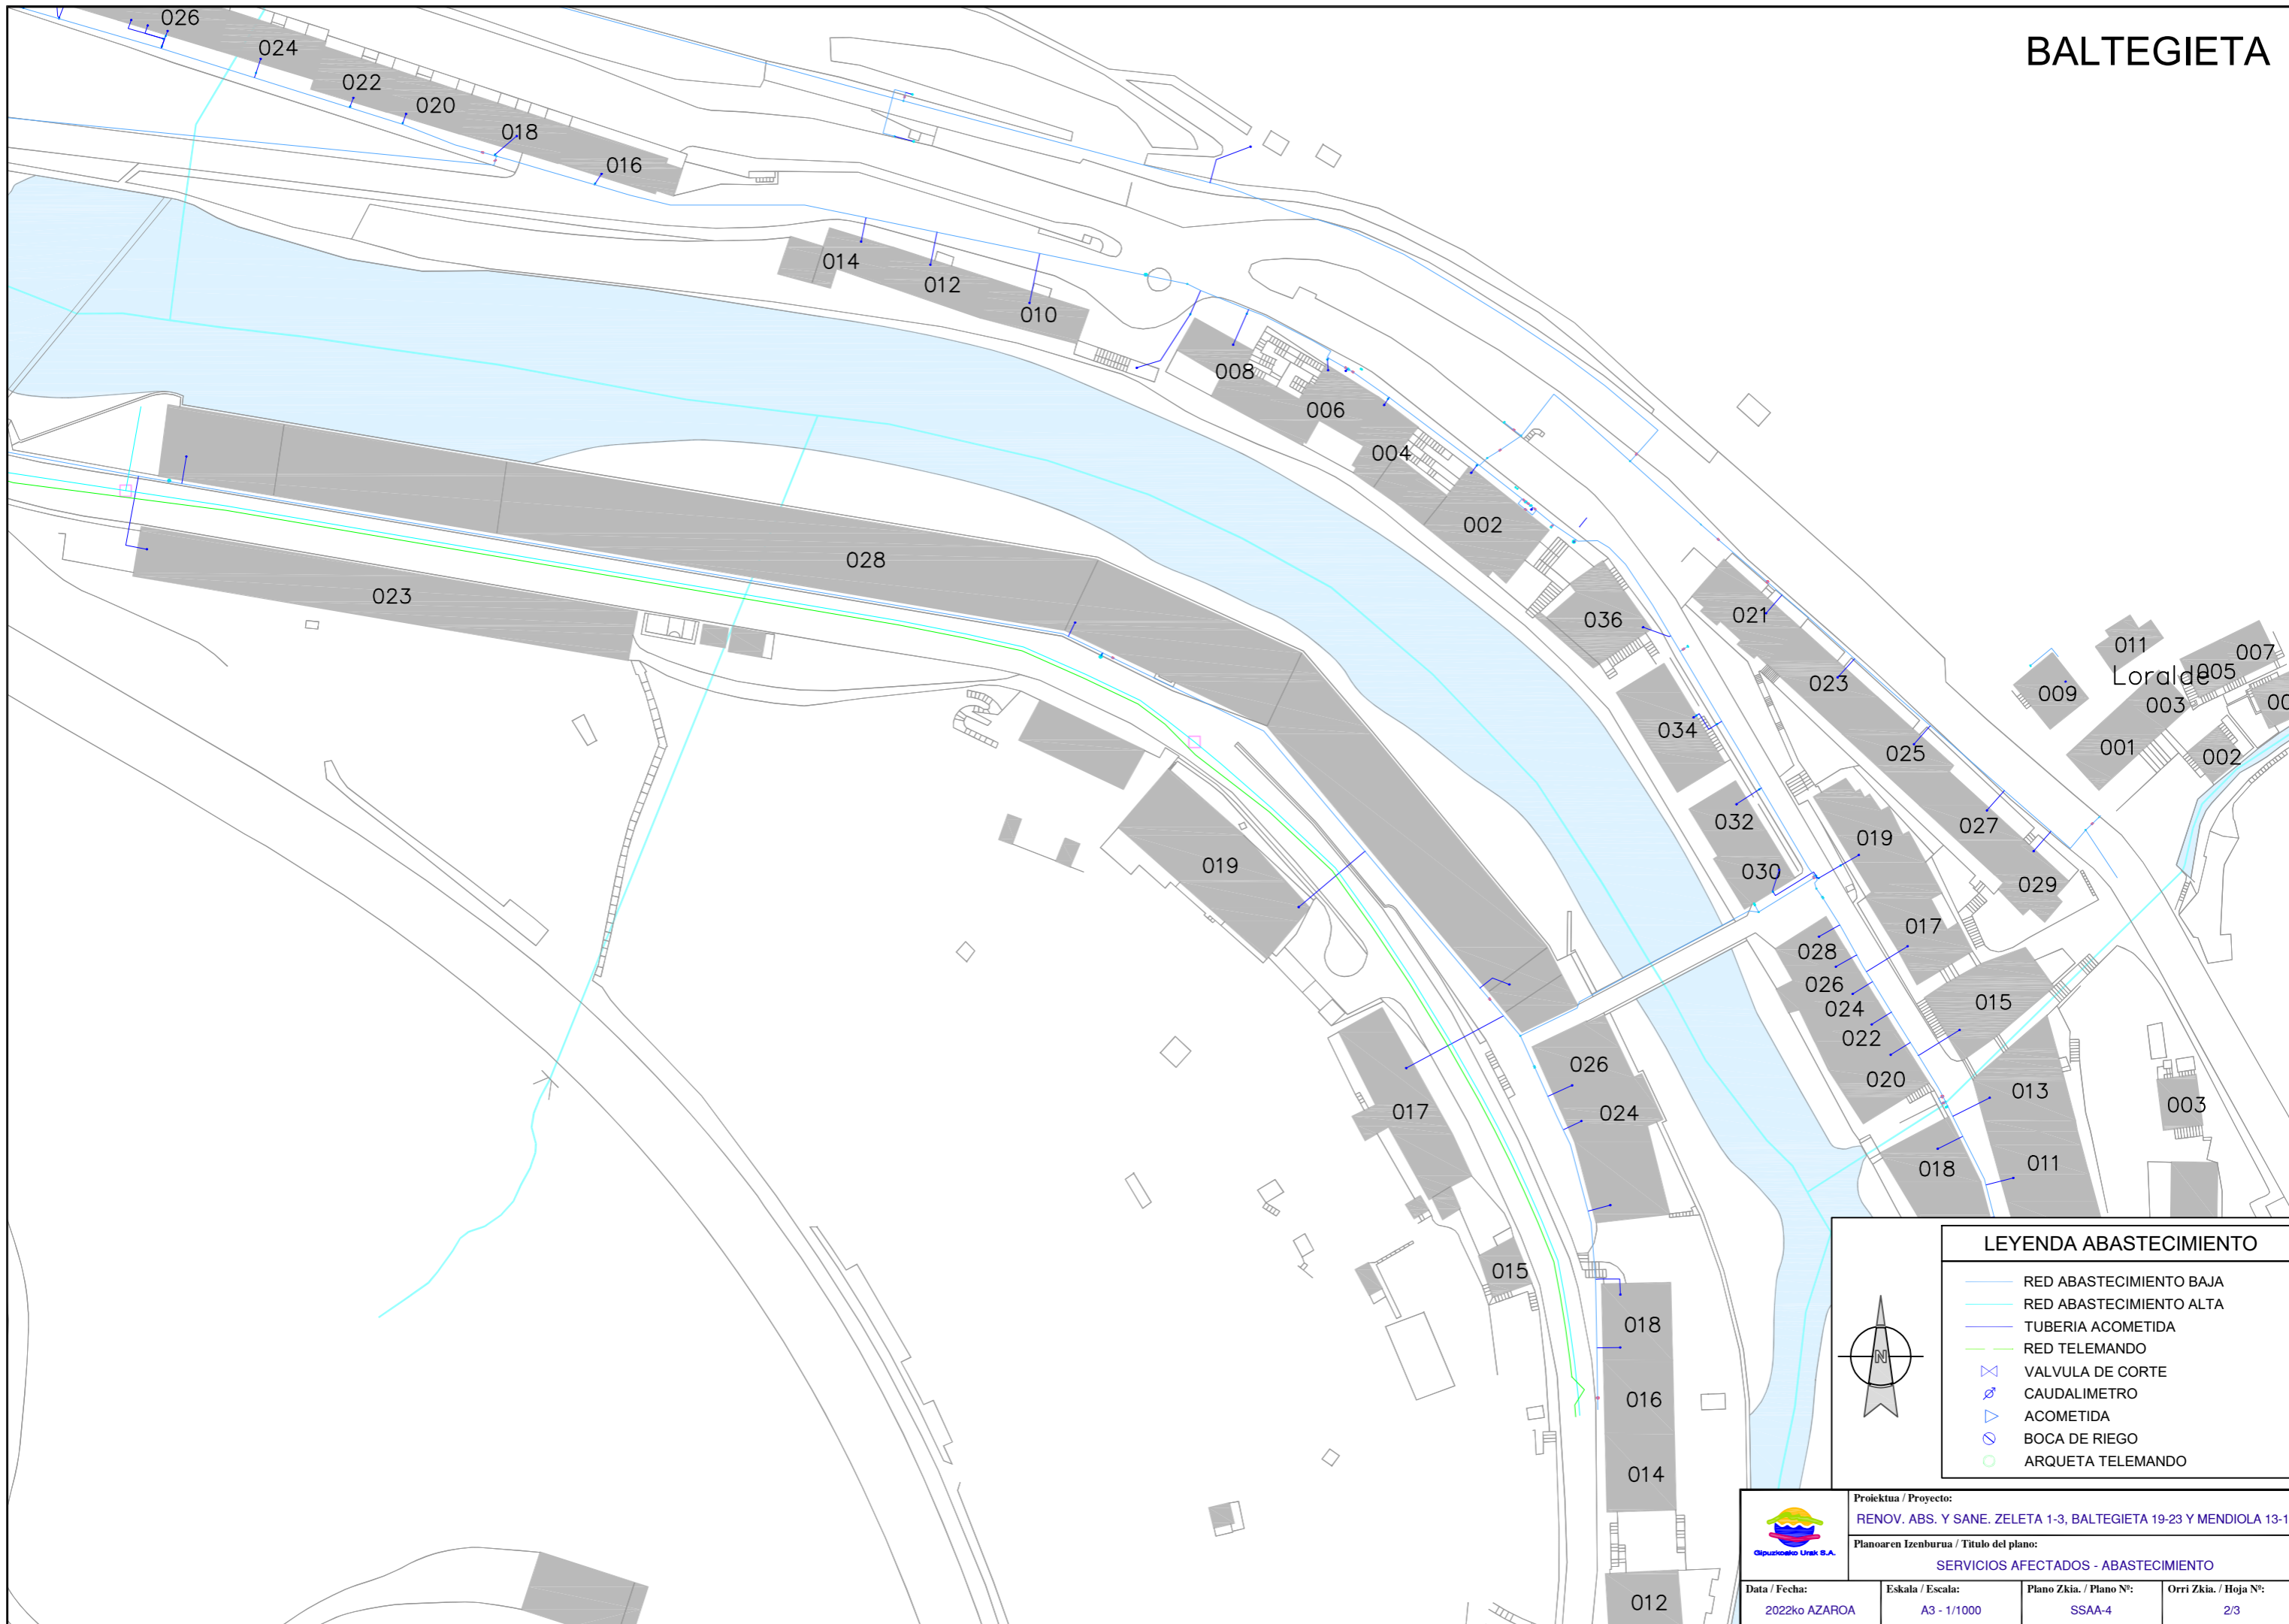 BALTEGIETA
026
024
022
020
018
016
014
012
010
008
006
004
002
028
023
036
034
032
030
021
023
025
027
029
011
007
Loralde
005
009
003
001
002
019
017
019
028
026
024
022
020
015
013
011
018
003
026
024
017
015
018
016
014
012
LEYENDA ABASTECIMIENTO
RED ABASTECIMIENTO BAJA
RED ABASTECIMIENTO ALTA
TUBERIA ACOMETIDA
RED TELEMANDO
VALVULA DE CORTE
CAUDALIMETRO
ACOMETIDA
BOCA DE RIEGO
ARQUETA TELEMANDO
N
Gipuzkoako Urak S.A.
Proiektua / Proyecto:
RENOV. ABS. Y SANE. ZELETA 1-3, BALTEGIETA 19-23 Y MENDIOLA 13-1
Planoaren Izenburua / Titulo del plano:
SERVICIOS AFECTADOS - ABASTECIMIENTO
Data / Fecha:
2022ko AZAROA
Eskala / Escala:
A3 - 1/1000
Plano Zkia. / Plano Nº:
SSAA-4
Orri Zkia. / Hoja Nº:
2/3